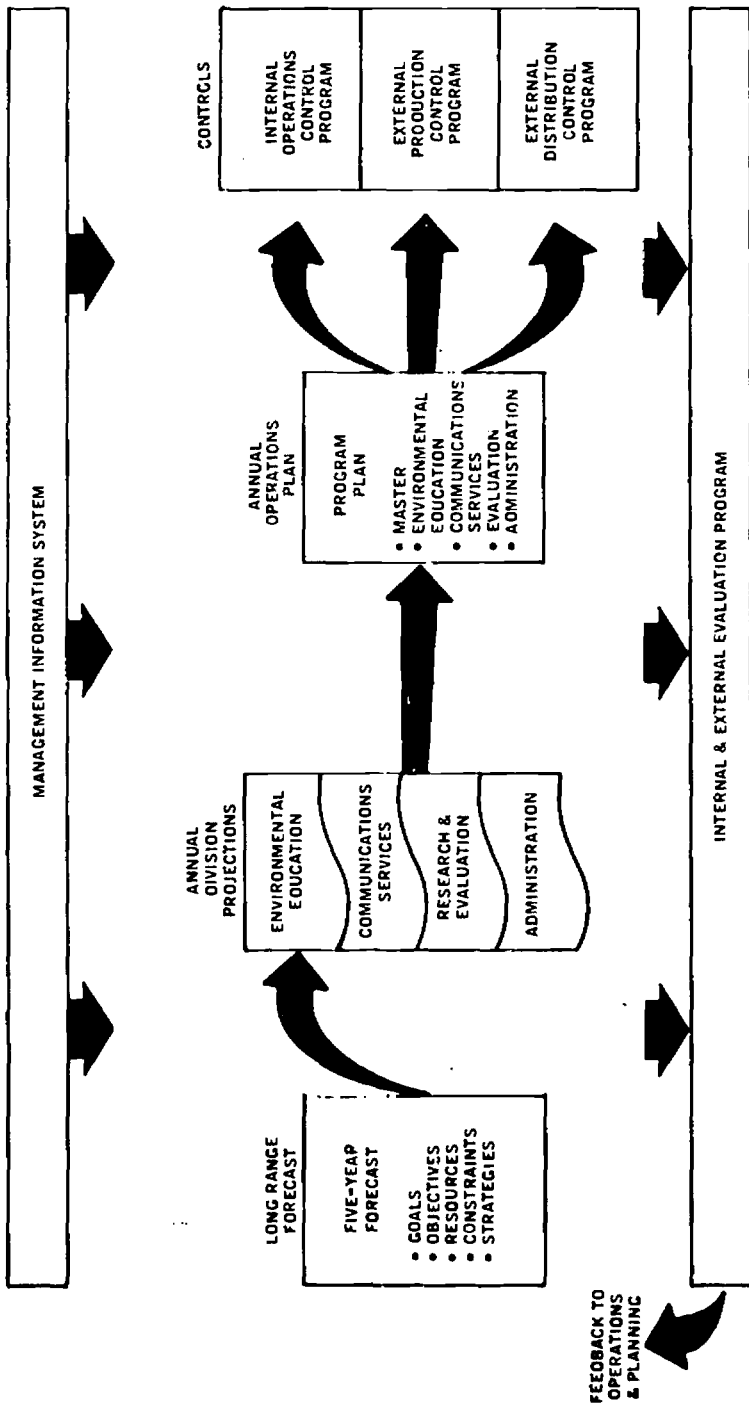 MANAGEMENT INFORMATION SYSTEM
LONG RANGE
FORECAST
FIVE-YEAR
FORECAST
• GOALS
• OBJECTIVES
• RESOURCES
• CONSTRAINTS
• STRATEGIES
ANNUAL
DIVISION
PROJECTIONS
ENVIRONMENTAL
EDUCATION
COMMUNICATIONS
SERVICES
RESEARCH &
EVALUATION
ADMINISTRATION
ANNUAL
OPERATIONS
PLAN
PROGRAM
PLAN
• MASTER
• ENVIRONMENTAL
EDUCATION
• COMMUNICATIONS
SERVICES
• EVALUATION
• ADMINISTRATION
CONTROLS
INTERNAL
OPERATIONS
CONTROL
PROGRAM
EXTERNAL
PRODUCTION
CONTROL
PROGRAM
EXTERNAL
DISTRIBUTION
CONTROL
PROGRAM
FEEDBACK TO
OPERATIONS
& PLANNING
INTERNAL & EXTERNAL EVALUATION PROGRAM